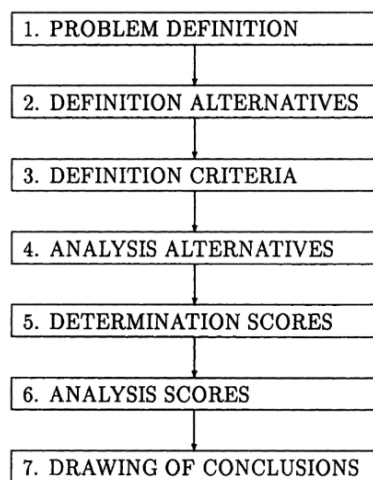 1. PROBLEM DEFINITION
2. DEFINITION ALTERNATIVES
3. DEFINITION CRITERIA
4. ANALYSIS ALTERNATIVES
5. DETERMINATION SCORES
6. ANALYSIS SCORES
7. DRAWING OF CONCLUSIONS